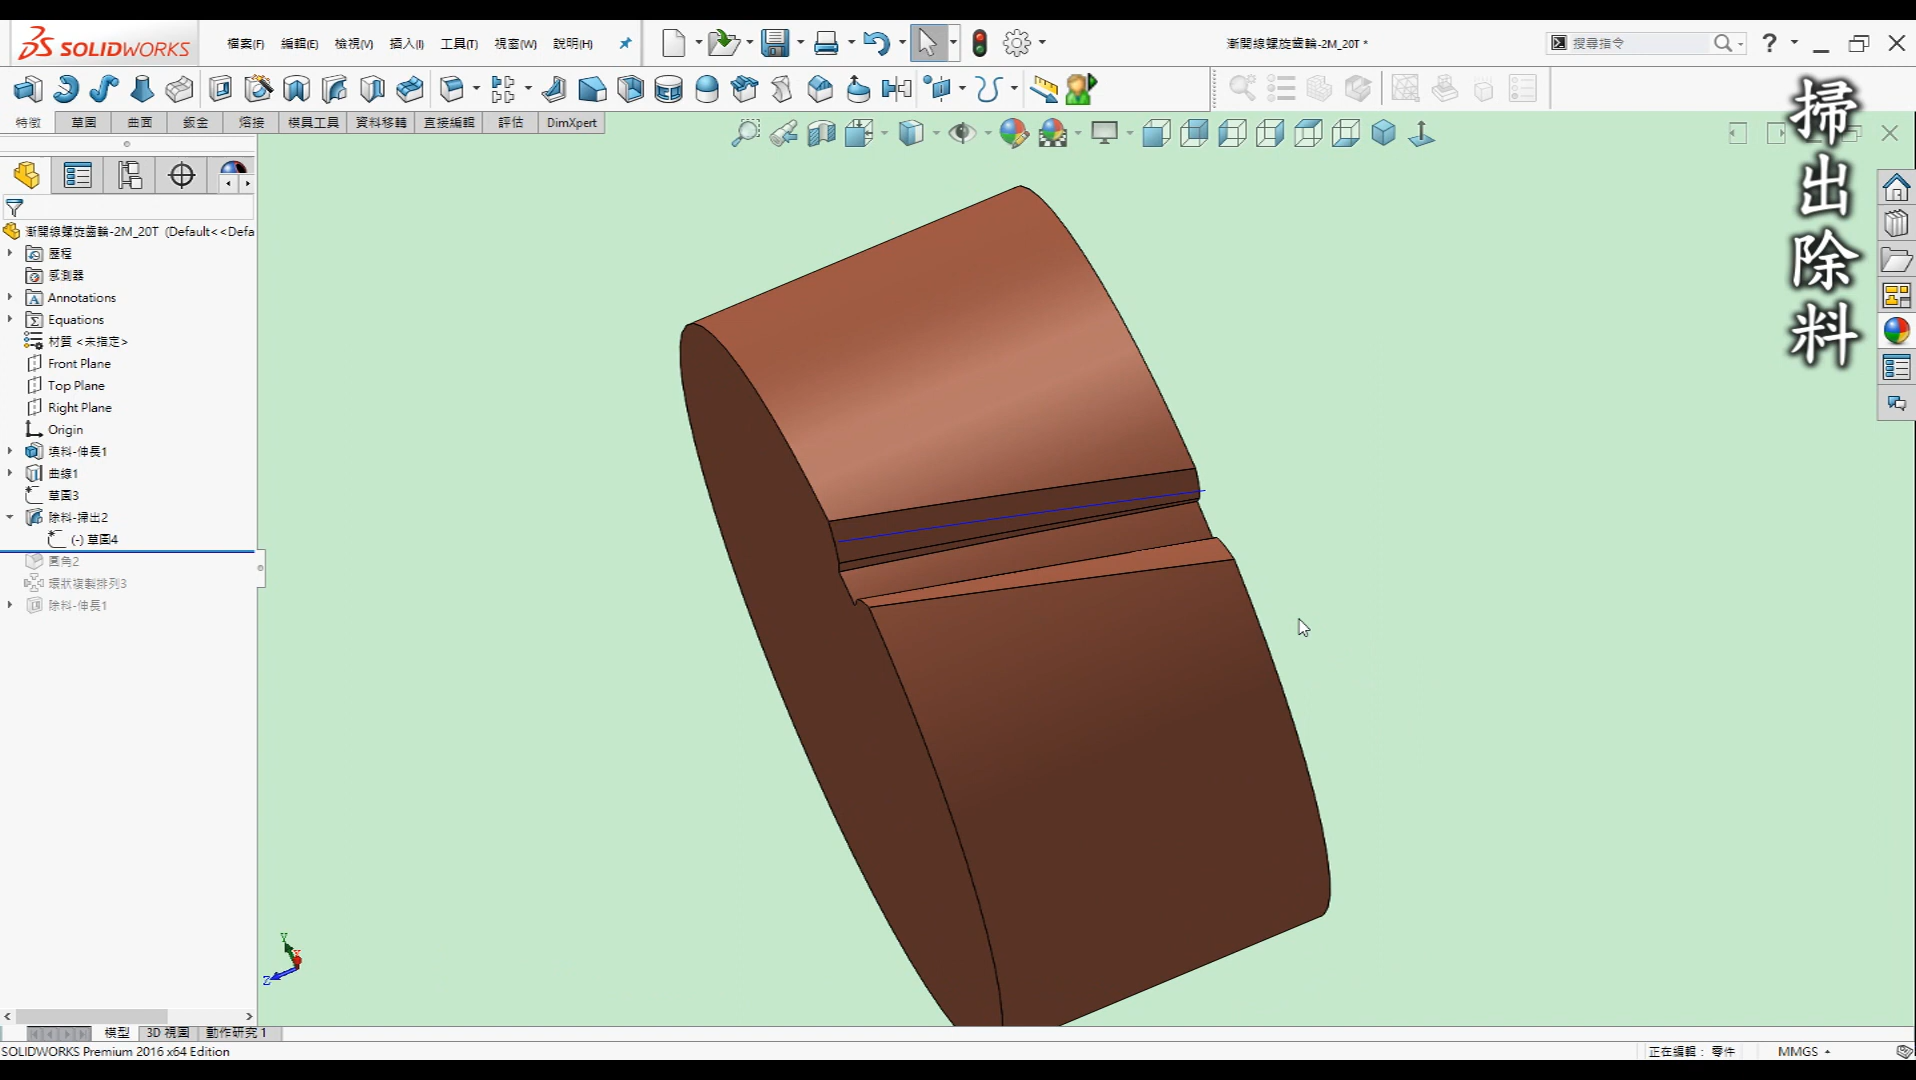 SOLIDWORKS
檔案(F) 編輯(E) 檢視(V) 插入(I) 工具(T) 視窗(W) 說明(H)
漸開線螺旋齒輪-2M_20T *
搜尋指令
特徵 草圖 曲面 鈑金 熔接 模具工具 資料移轉 直接編輯 評估 DimXpert
漸開線螺旋齒輪-2M_20T (Default<<Defa
歷程
感測器
Annotations
Equations
材質 <未指定>
Front Plane
Top Plane
Right Plane
Origin
填料-伸長1
曲線1
草圖3
除料-掃出2
(-) 草圖4
圓角2
環狀複製排列3
除料-伸長1
掃出除料
Y
X
Z
模型 3D 視圖 動作研究 1
SOLIDWORKS Premium 2016 x64 Edition
正在編輯： 零件
MMGS